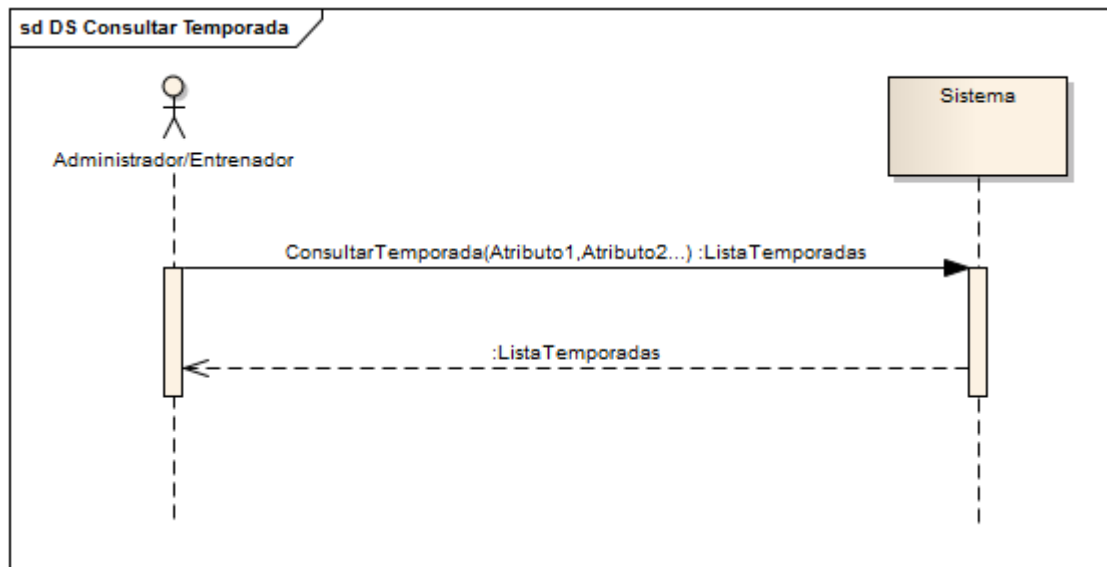 sd DS Consultar Temporada
Sistema
Administrador/Entrenador
ConsultarTemporada(Atributo1,Atributo2...) :ListaTemporadas
:ListaTemporadas